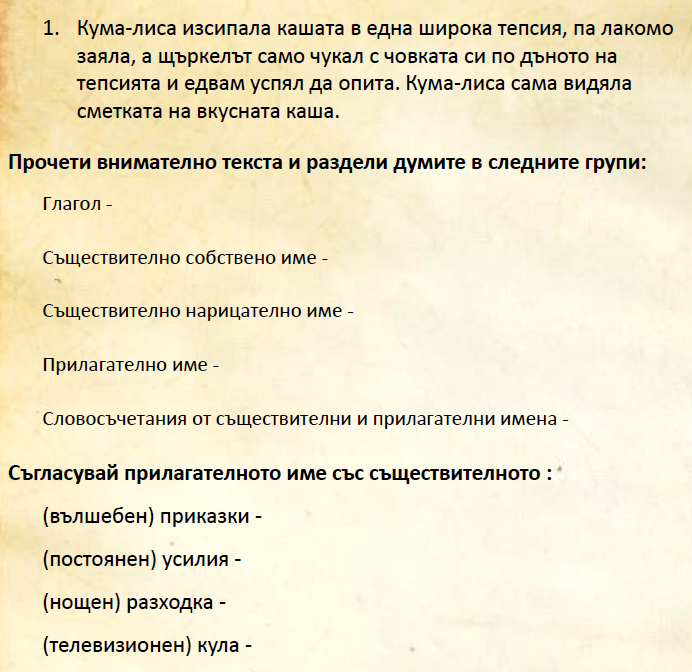 1. Кума-лиса изсипала кашата в една широка тепсия, па лакомо
заяла, а щъркелът само чукал с човката си по дъното на
тепсията и едвам успял да опита. Кума-лиса сама видяла
сметката на вкусната каша.
Прочети внимателно текста и раздели думите в следните групи:
Глагол -
Съществително собствено име -
Съществително нарицателно име -
Прилагателно име -
Словосъчетания от съществителни и прилагателни имена -
Съгласувай прилагателното име със съществителното :
(вълшебен) приказки -
(постоянен) усилия -
(нощен) разходка -
(телевизионен) кула -